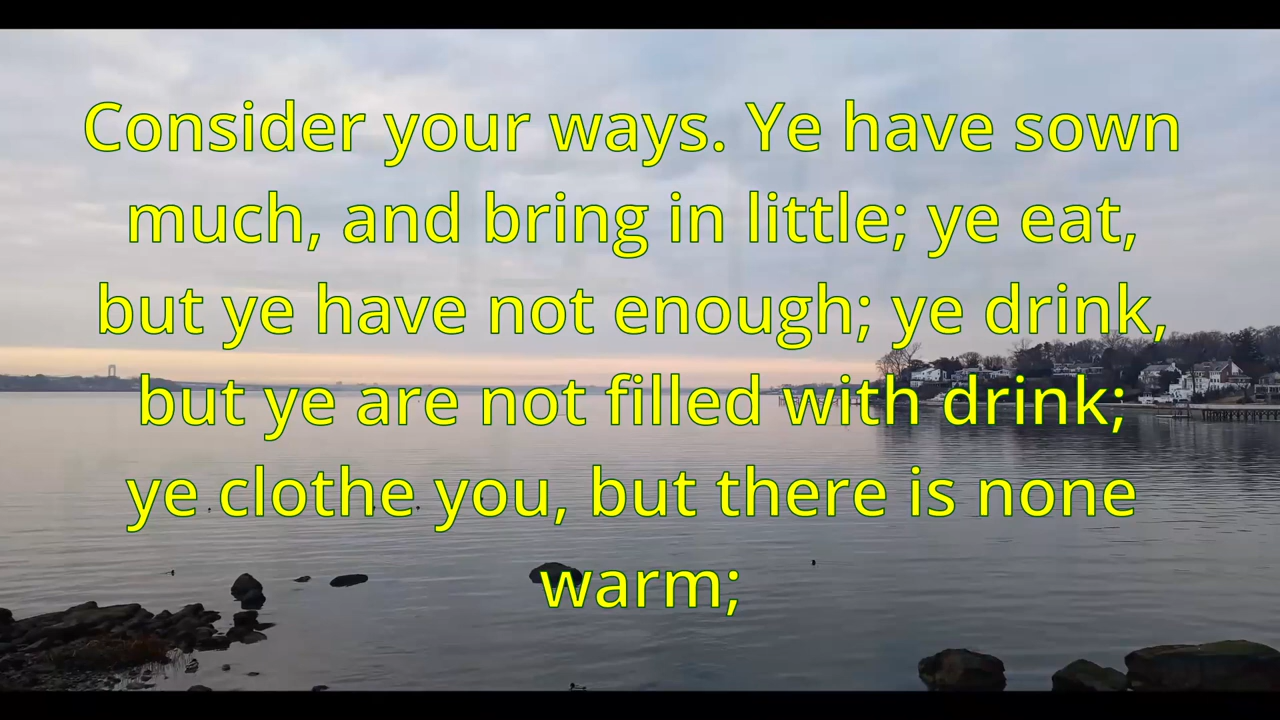 Consider your ways. Ye have sown
much, and bring in little; ye eat,
but ye have not enough; ye drink,
but ye are not filled with drink;
ye clothe you, but there is none
warm;